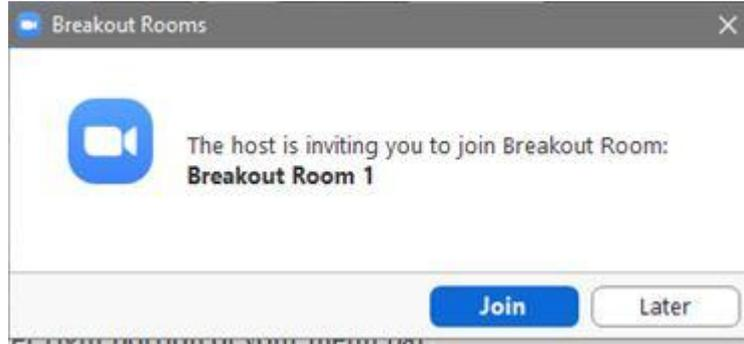 Breakout Rooms
The host is inviting you to join Breakout Room:
Breakout Room 1
Join Later